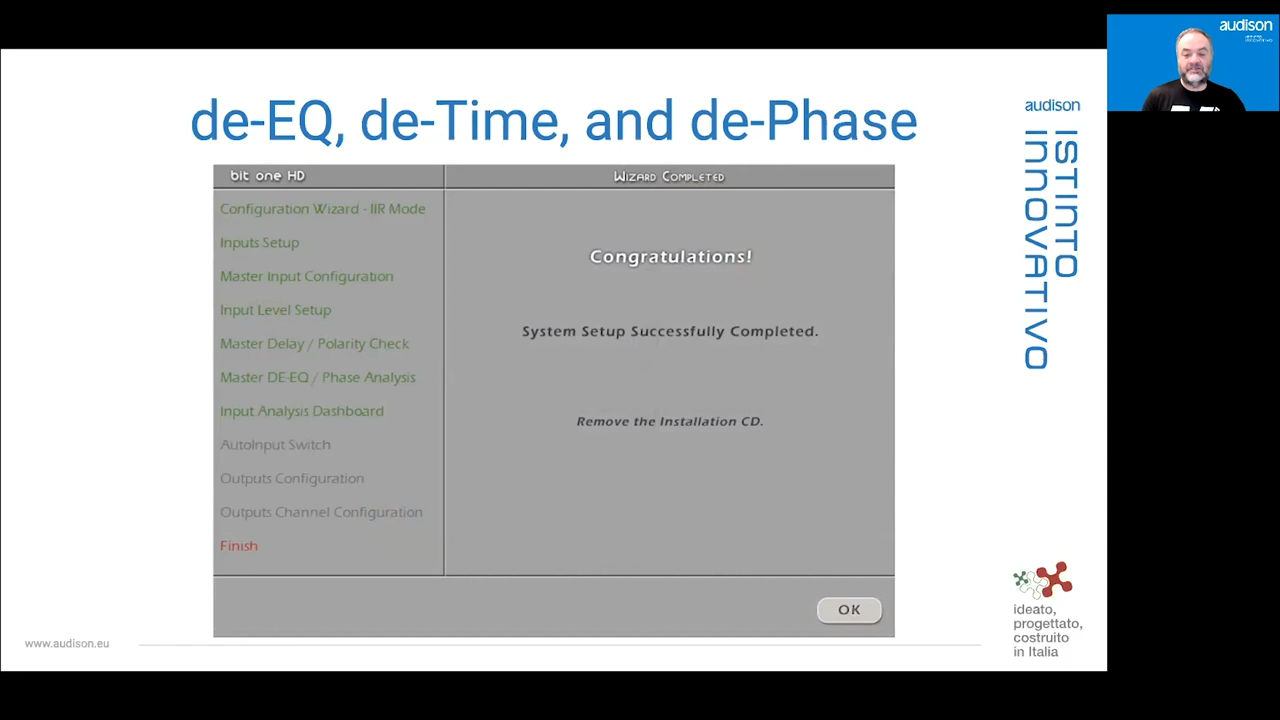 de-EQ, de-Time, and de-Phase
bit one HD
Wizard Completed
Configuration Wizard - IIR Mode
Inputs Setup
Master Input Configuration
Input Level Setup
Master Delay / Polarity Check
Master DE-EQ / Phase Analysis
Input Analysis Dashboard
AutoInput Switch
Outputs Configuration
Outputs Channel Configuration
Finish
Congratulations!
System Setup Successfully Completed.
Remove the Installation CD.
OK
www.audison.eu
audison
ISTINTO
INNOVATIVO
ideato,
progettato,
costruito
in Italia
audison